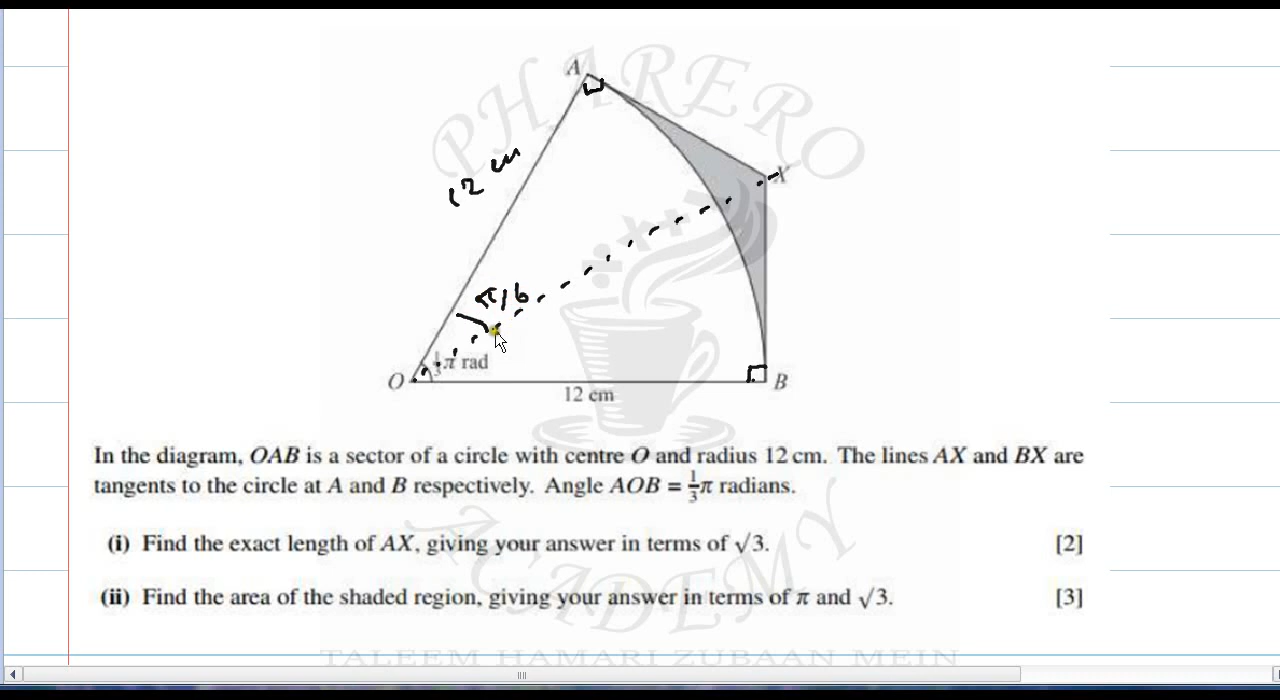 PHARERO
A
12 cm
X
π/6
⅓π rad
O
B
12 cm
In the diagram, OAB is a sector of a circle with centre O and radius 12 cm. The lines AX and BX are
tangents to the circle at A and B respectively. Angle AOB = ⅓π radians.
(i) Find the exact length of AX, giving your answer in terms of √3. [2]
(ii) Find the area of the shaded region, giving your answer in terms of π and √3. [3]
ACADEMY
TALEEM HAMARI ZUBAAN MEIN